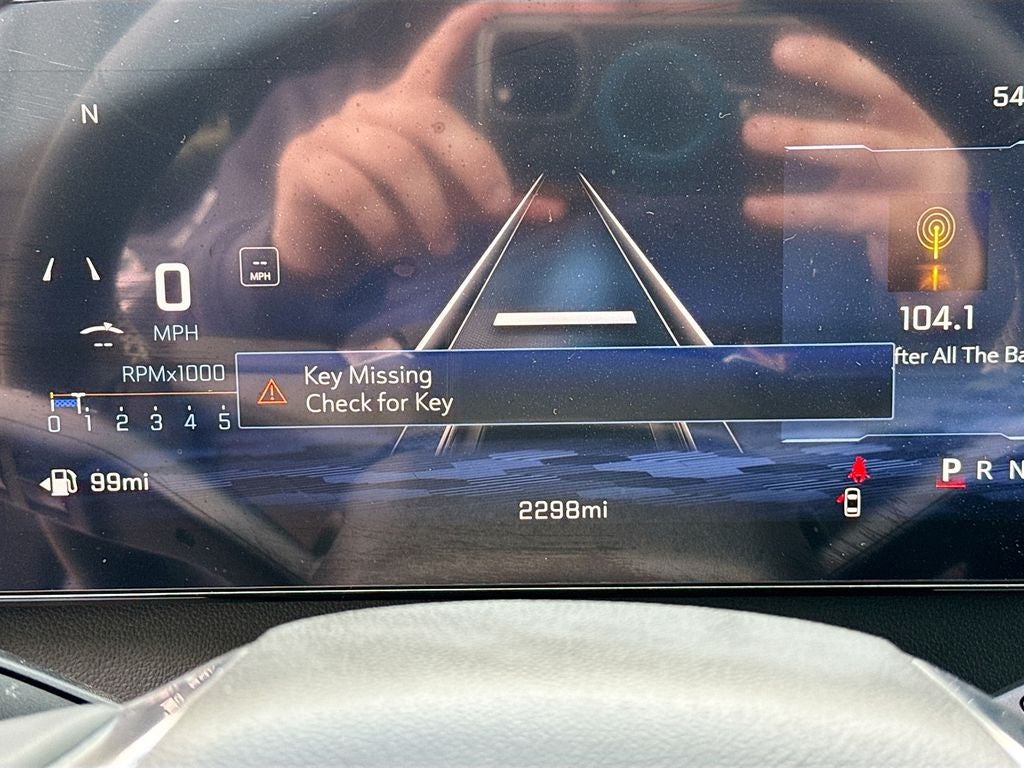 N
54
0
MPH
--
MPH
104.1
fter All The Ba
RPMx1000
0 1 2 3 4 5
Key Missing
Check for Key
--
99mi
2298mi
P R N